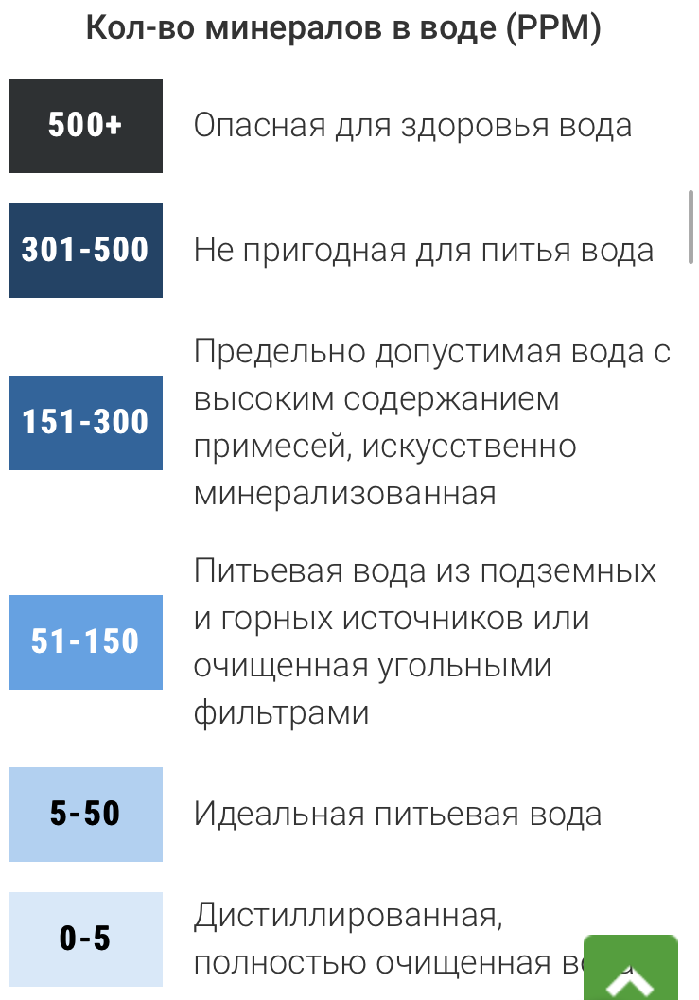 Кол-во минералов в воде (PPM)
500+
Опасная для здоровья вода
301-500
Не пригодная для питья вода
151-300
Предельно допустимая вода с
высоким содержанием
примесей, искусственно
минерализованная
51-150
Питьевая вода из подземных
и горных источников или
очищенная угольными
фильтрами
5-50
Идеальная питьевая вода
0-5
Дистиллированная,
полностью очищенная